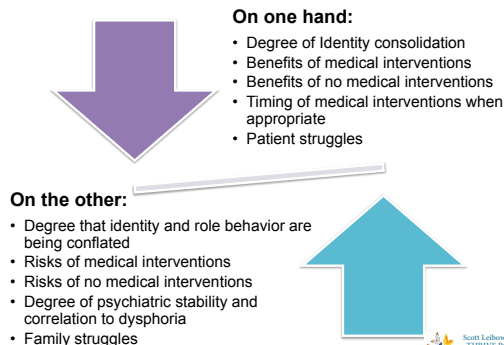 On one hand:
• Degree of Identity consolidation
• Benefits of medical interventions
• Benefits of no medical interventions
• Timing of medical interventions when
appropriate
• Patient struggles
On the other:
• Degree that identity and role behavior are
being conflated
• Risks of medical interventions
• Risks of no medical interventions
• Degree of psychiatric stability and
correlation to dysphoria
• Family struggles
Scott